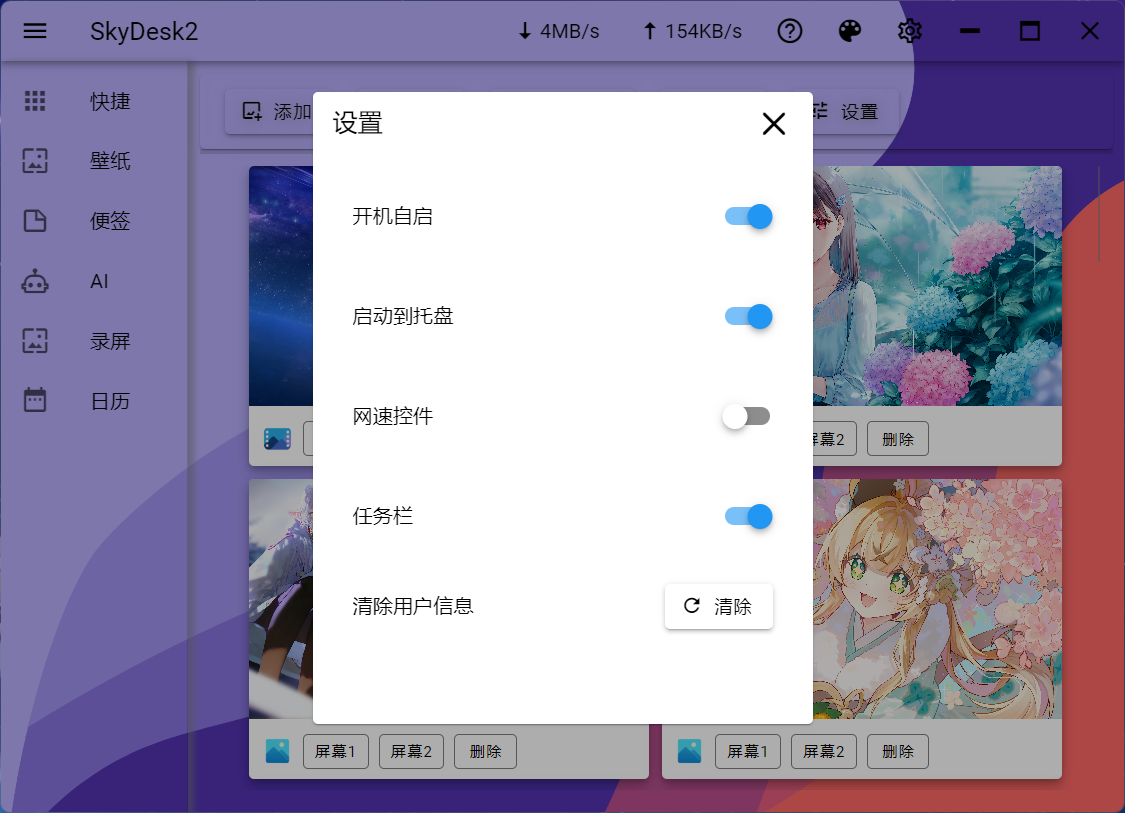 SkyDesk2
4MB/s
154KB/s
快捷
壁纸
便签
AI
录屏
日历
添加
设置
设置
开机自启
启动到托盘
网速控件
任务栏
清除用户信息
清除
屏幕2
删除
屏幕1
屏幕2
删除
屏幕1
屏幕2
删除